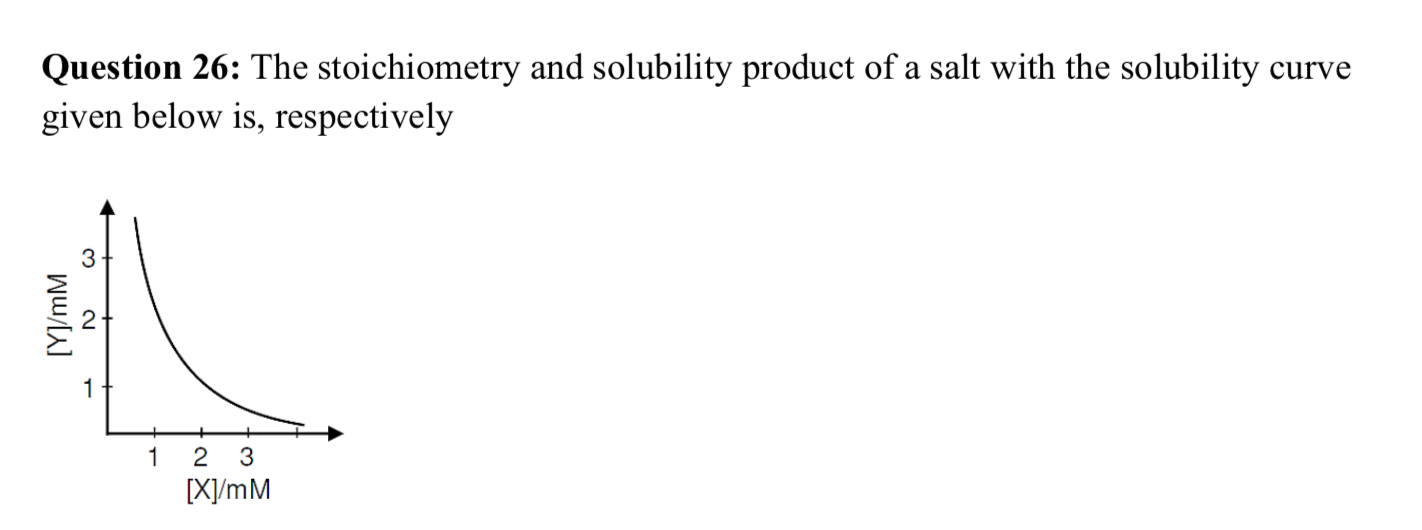 Question 26: The stoichiometry and solubility product of a salt with the solubility curve
given below is, respectively
[Y]/mM
3
2
1
1 2 3
[X]/mM